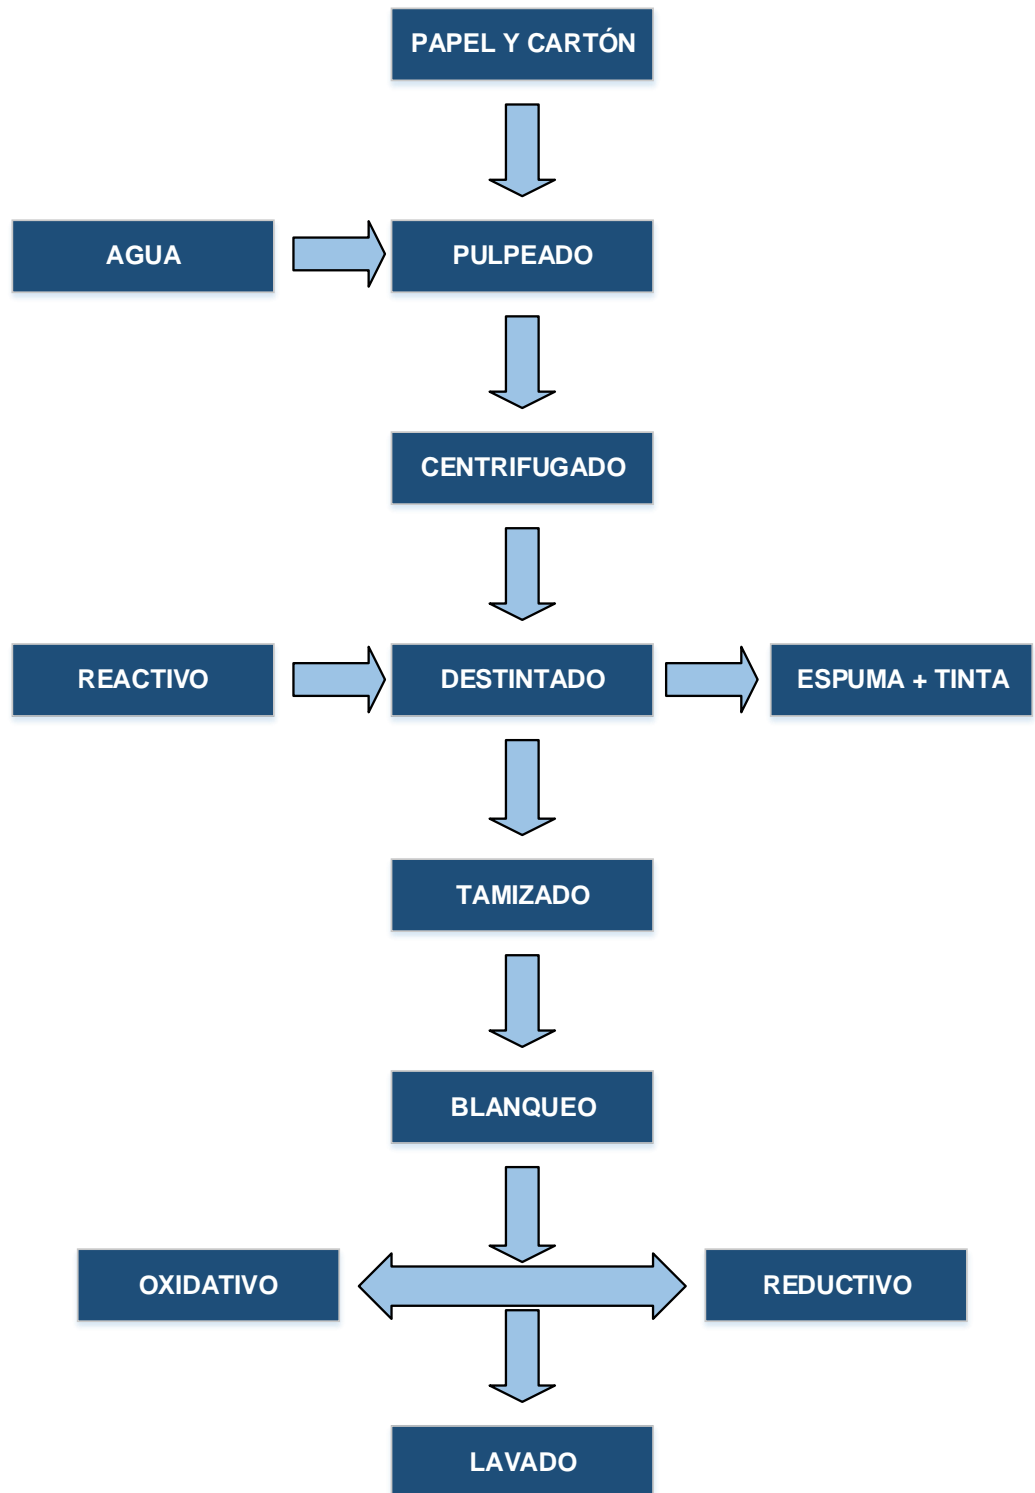 PAPEL Y CARTÓN
AGUA
PULPEADO
CENTRIFUGADO
REACTIVO
DESTINTADO
ESPUMA + TINTA
TAMIZADO
BLANQUEO
OXIDATIVO
REDUCTIVO
LAVADO